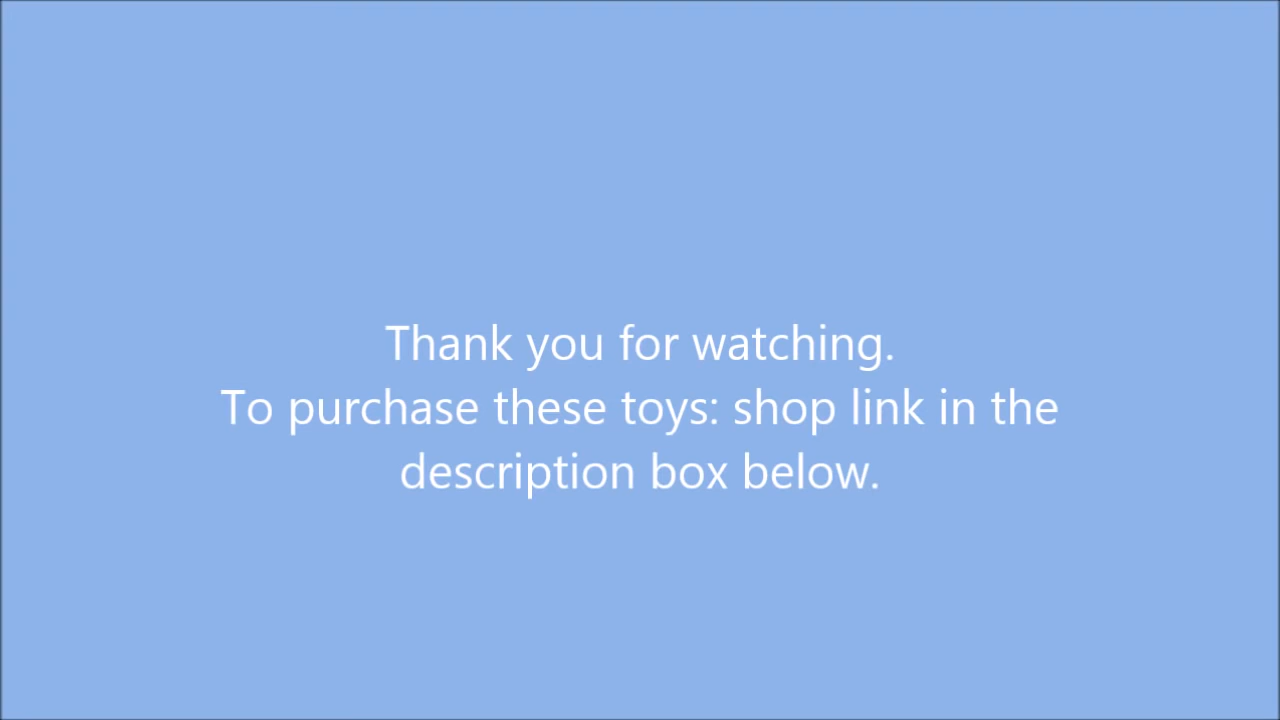 Thank you for watching.
To purchase these toys: shop link in the
description box below.